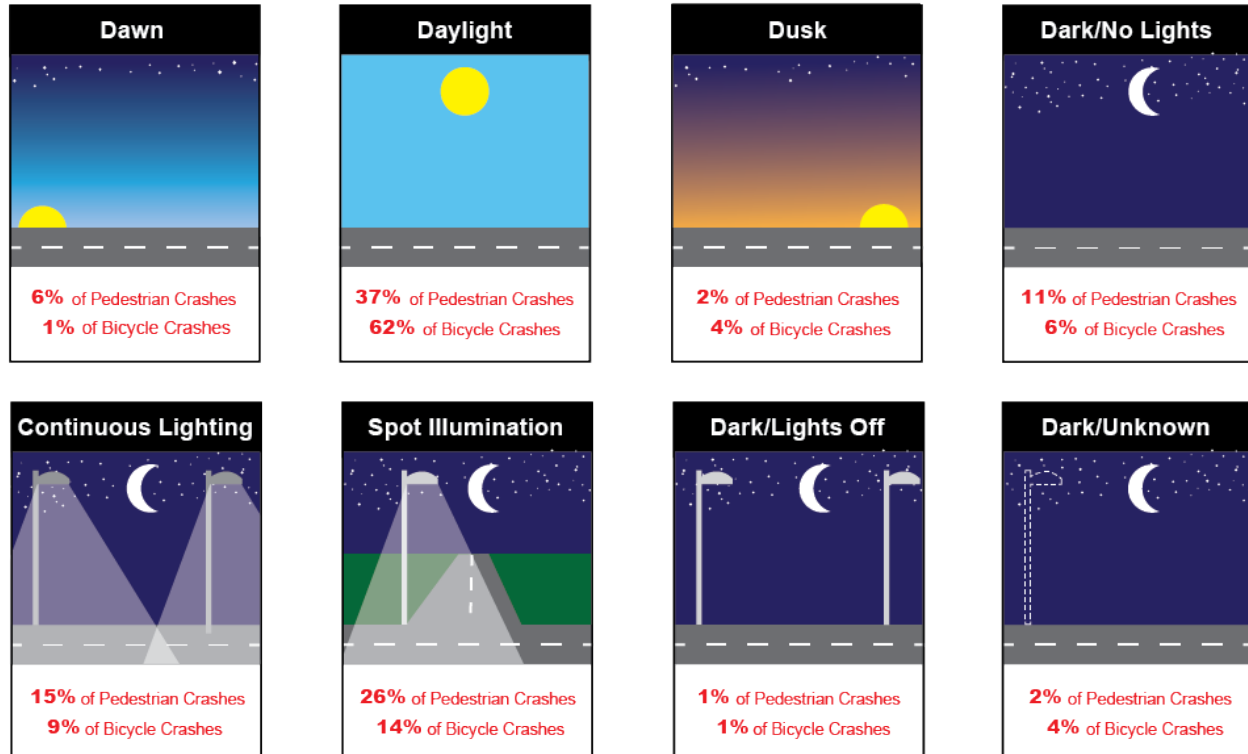 Dawn
6% of Pedestrian Crashes
1% of Bicycle Crashes
Daylight
37% of Pedestrian Crashes
62% of Bicycle Crashes
Dusk
2% of Pedestrian Crashes
4% of Bicycle Crashes
Dark/No Lights
11% of Pedestrian Crashes
6% of Bicycle Crashes
Continuous Lighting
15% of Pedestrian Crashes
9% of Bicycle Crashes
Spot Illumination
26% of Pedestrian Crashes
14% of Bicycle Crashes
Dark/Lights Off
1% of Pedestrian Crashes
1% of Bicycle Crashes
Dark/Unknown
2% of Pedestrian Crashes
4% of Bicycle Crashes